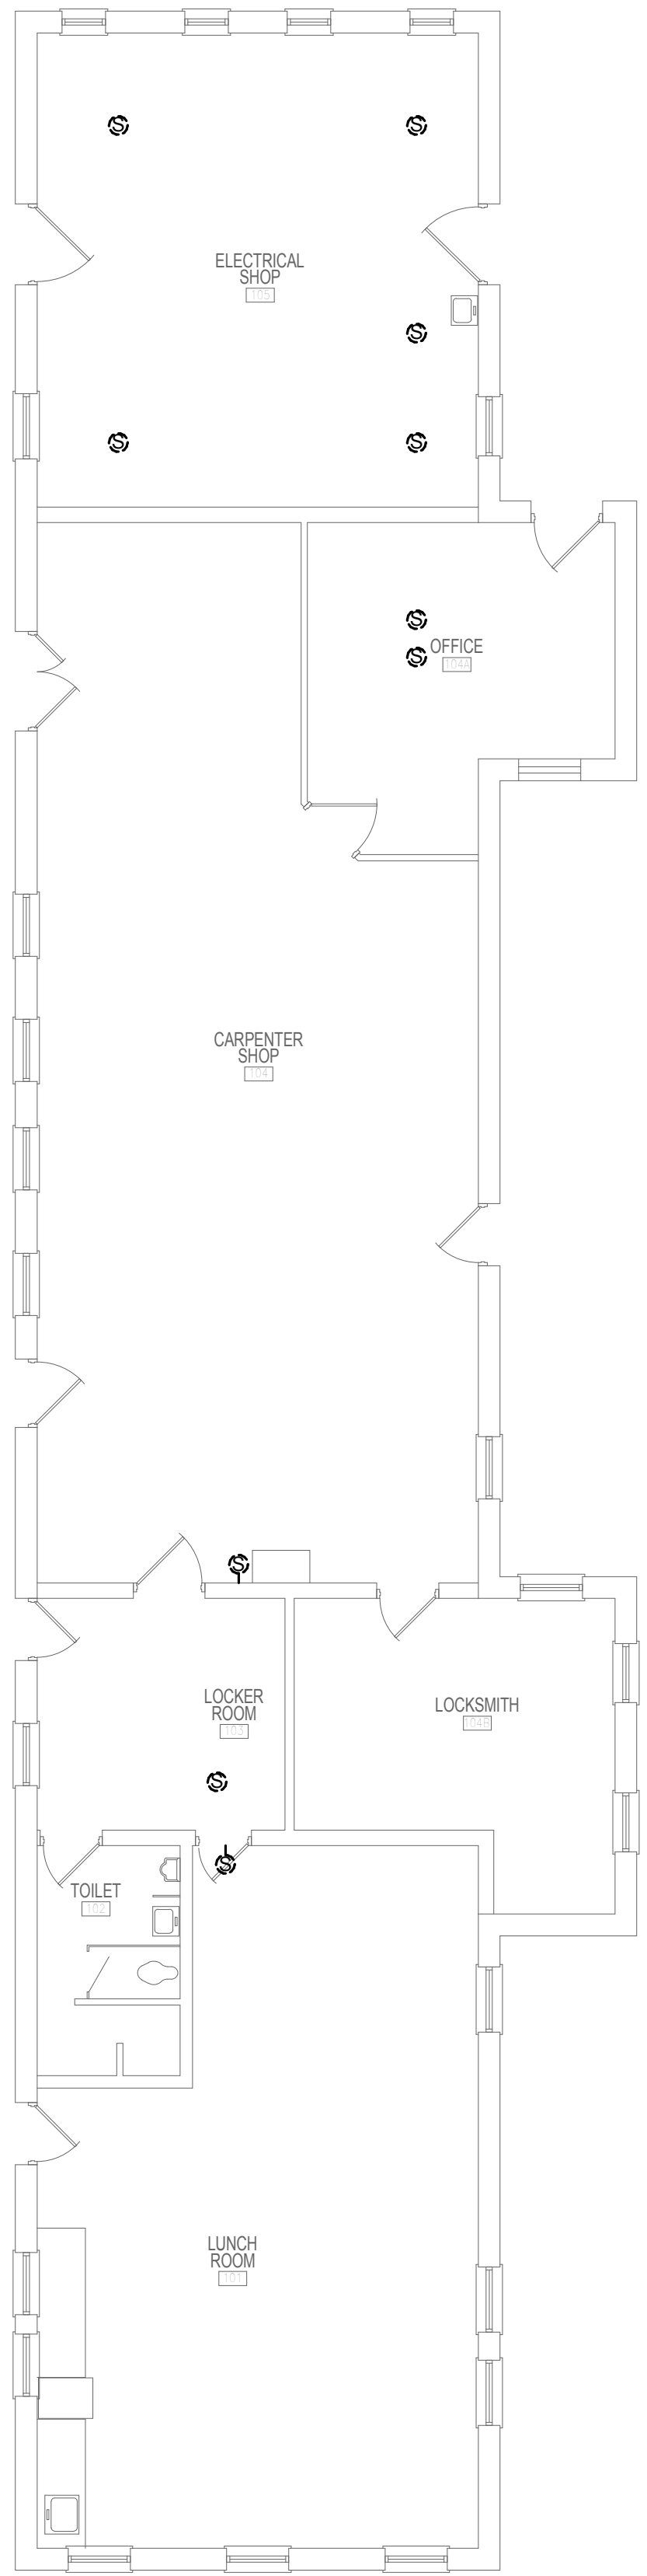 S S
ELECTRICAL
SHOP
105
S
S S
S
OFFICE
S
104A
CARPENTER
SHOP
104
S
LOCKER
ROOM
103
LOCKSMITH
104B
S
S
TOILET
102
LUNCH
ROOM
101